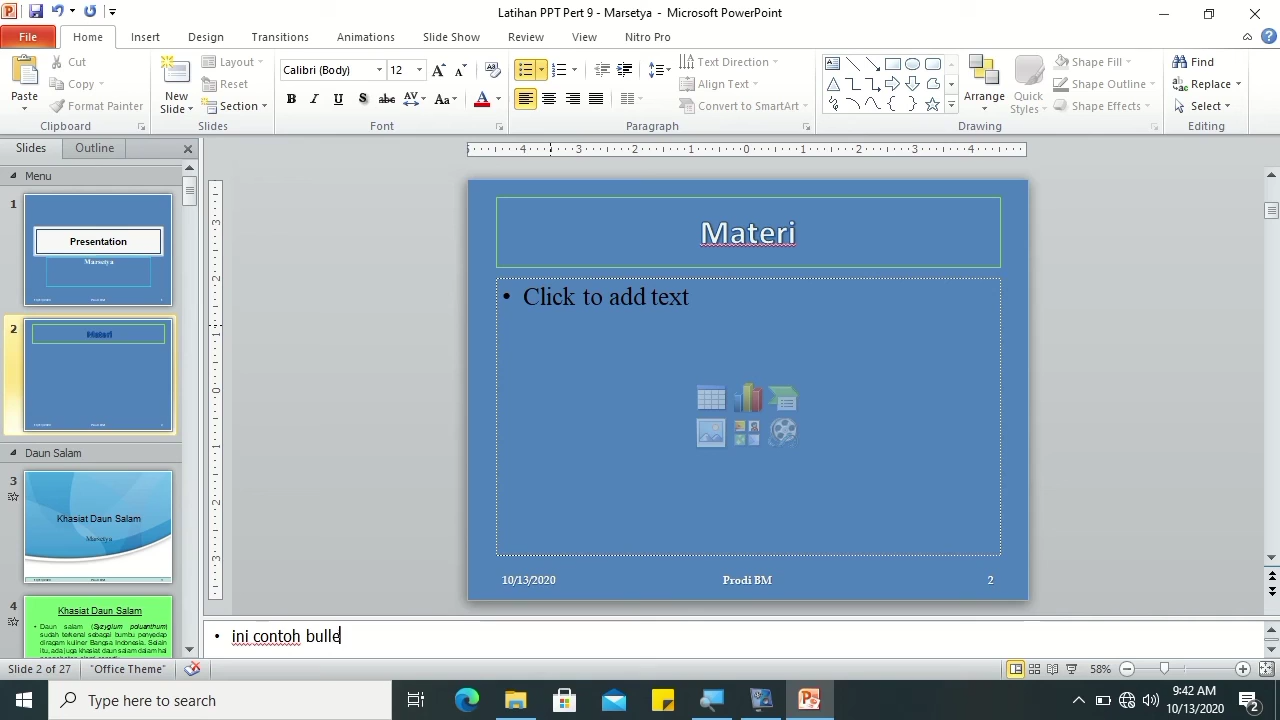 Latihan PPT Pert 9 - Marsetya - Microsoft PowerPoint
File Home Insert Design Transitions Animations Slide Show Review View Nitro Pro
Paste
Cut
Copy
Format Painter
Clipboard
New Slide
Layout
Reset
Section
Slides
Calibri (Body) 12
Font
Text Direction
Align Text
Convert to SmartArt
Paragraph
Arrange
Quick Styles
Shape Fill
Shape Outline
Shape Effects
Drawing
Find
Replace
Select
Editing
Slides Outline
Menu
1
Presentation
Marsetya
2
Materi
Daun Salam
3
Khasiat Daun Salam
Marsetya
4
Khasiat Daun Salam
Materi
• Click to add text
10/13/2020 Prodi BM 2
• ini contoh bulle
Slide 2 of 27 "Office Theme" 58%
Type here to search
9:42 AM
10/13/2020
2